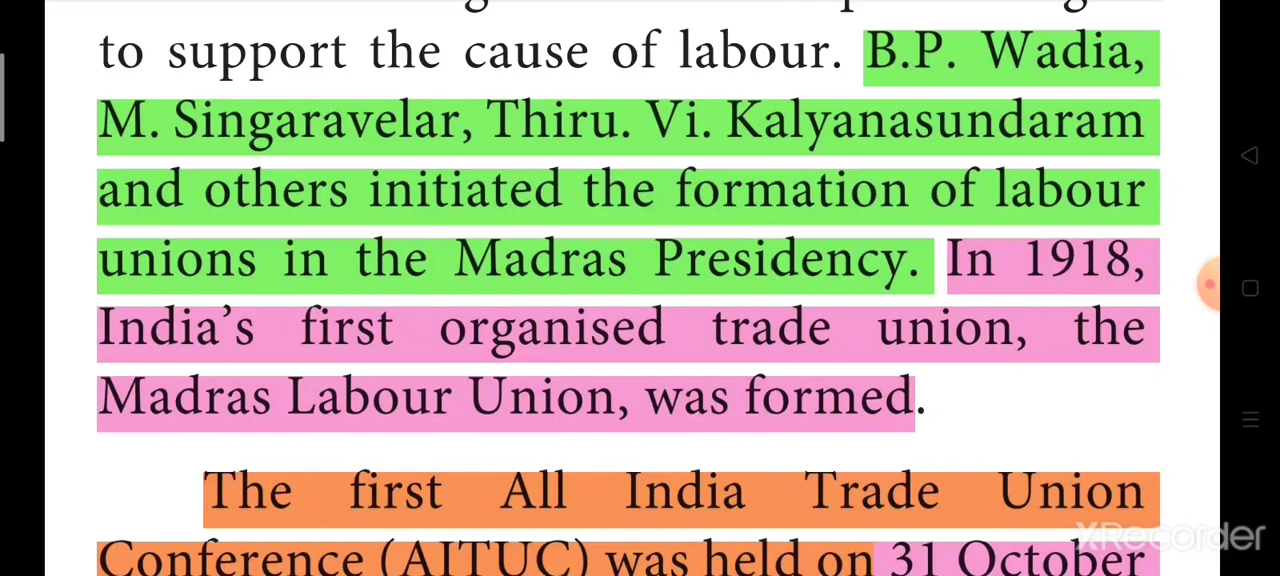 to support the cause of labour. B.P. Wadia,
M. Singaravelar, Thiru. Vi. Kalyanasundaram
and others initiated the formation of labour
unions in the Madras Presidency. In 1918,
India’s first organised trade union, the
Madras Labour Union, was formed.
The first All India Trade Union
Conference (AITUC) was held on 31 October
XRecorder